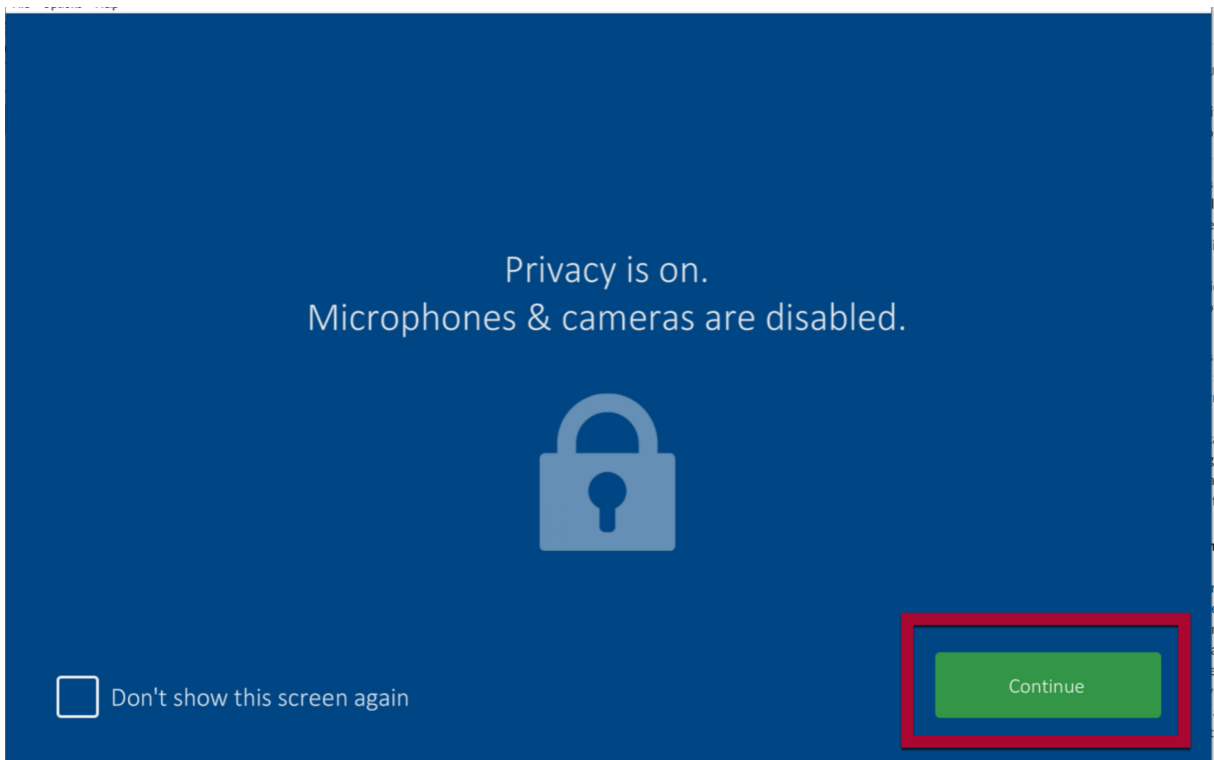 Privacy is on.
Microphones & cameras are disabled.
Don't show this screen again
Continue